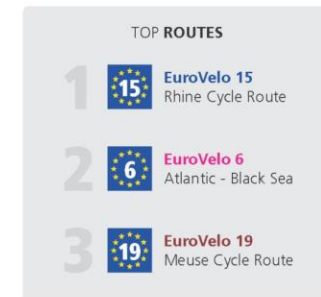 TOP ROUTES
1
15
EuroVelo 15
Rhine Cycle Route
2
6
EuroVelo 6
Atlantic - Black Sea
3
19
EuroVelo 19
Meuse Cycle Route